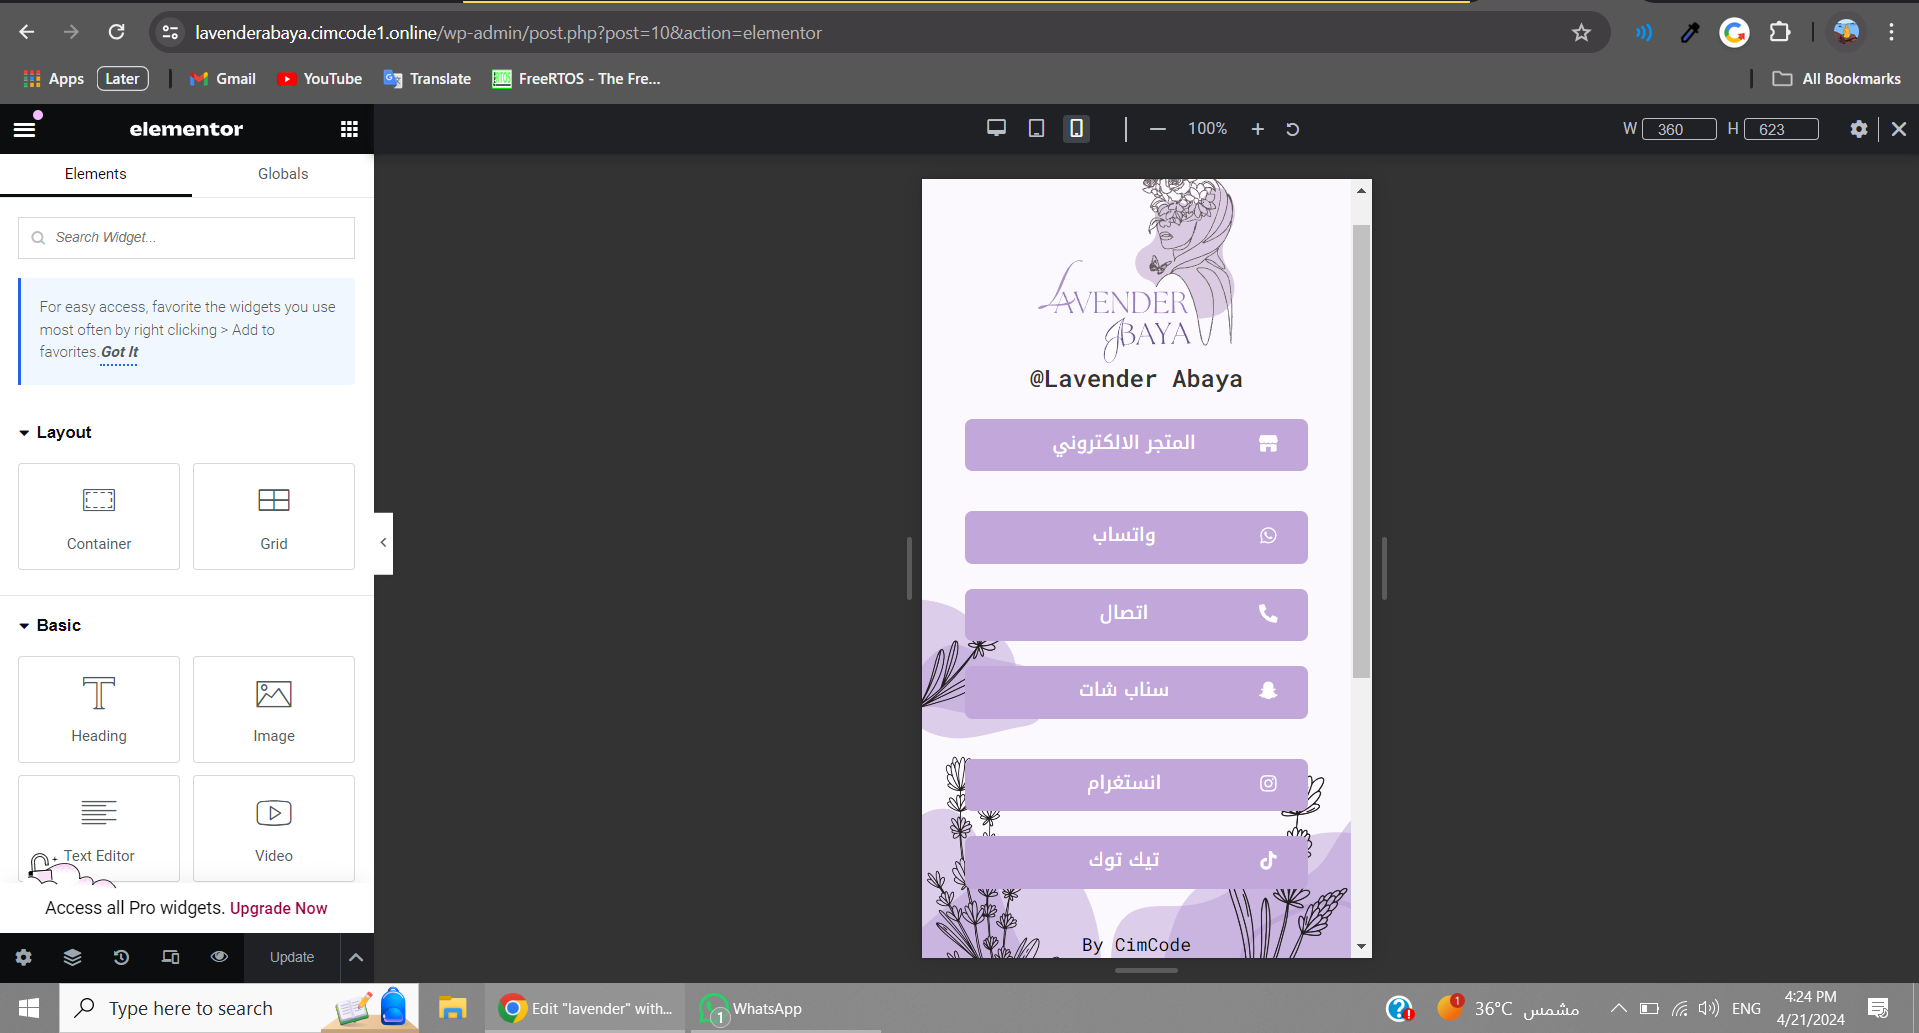 lavenderabaya.cimcode1.online/wp-admin/post.php?post=10&action=elementor
Apps
Later
Gmail
YouTube
Translate
FreeRTOS - The Fre...
All Bookmarks
elementor
100%
W 360
H 623
Elements
Globals
Search Widget...
For easy access, favorite the widgets you use
most often by right clicking > Add to
favorites. Got It
Layout
Container
Grid
Basic
Heading
Image
Text Editor
Video
Access all Pro widgets. Upgrade Now
Update
LAVENDER
ABAYA
@Lavender Abaya
المتجر الالكتروني
واتساب
اتصال
سناب شات
انستغرام
تيك توك
By CimCode
Type here to search
Edit "lavender" with...
1
WhatsApp
1
36°C مشمس
ENG
4:24 PM
4/21/2024